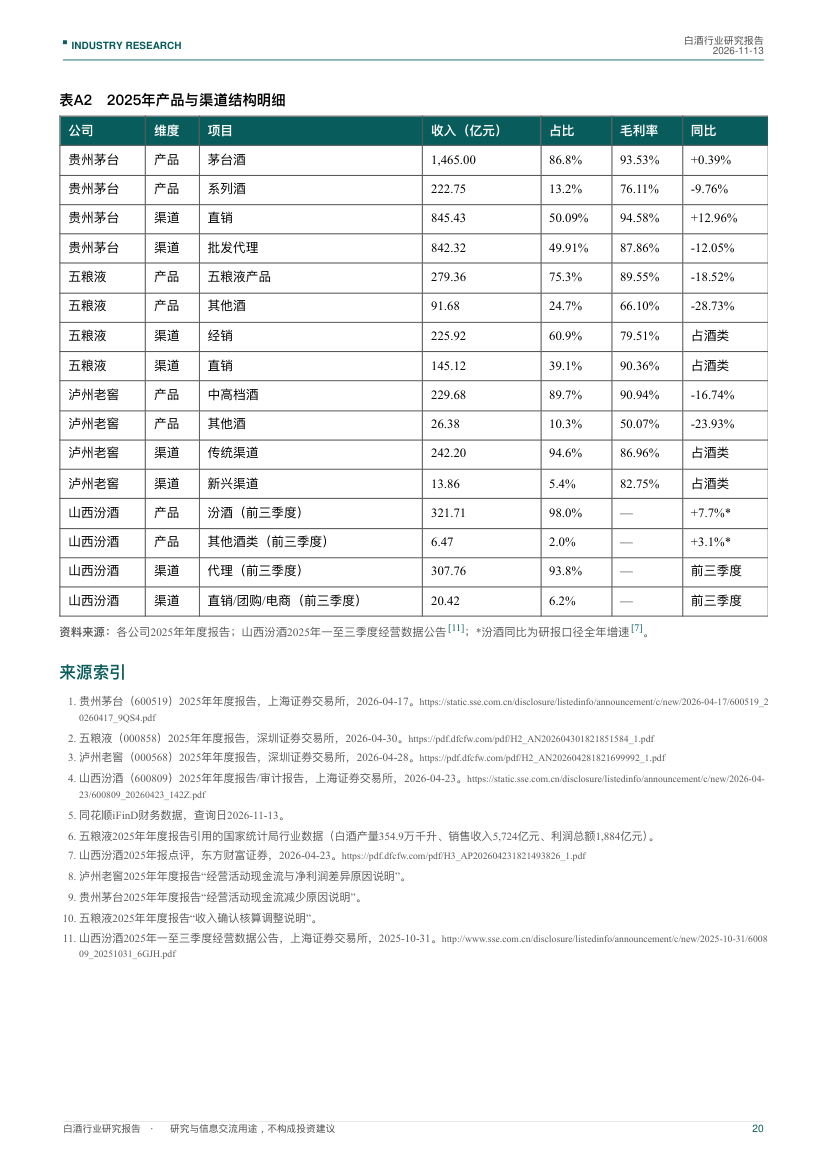 INDUSTRY RESEARCH
白酒行业研究报告
2026-11-13
表A2 2025年产品与渠道结构明细
公司 维度 项目 收入（亿元） 占比 毛利率 同比
贵州茅台 产品 茅台酒 1,465.00 86.8% 93.53% +0.39%
贵州茅台 产品 系列酒 222.75 13.2% 76.11% -9.76%
贵州茅台 渠道 直销 845.43 50.09% 94.58% +12.96%
贵州茅台 渠道 批发代理 842.32 49.91% 87.86% -12.05%
五粮液 产品 五粮液产品 279.36 75.3% 89.55% -18.52%
五粮液 产品 其他酒 91.68 24.7% 66.10% -28.73%
五粮液 渠道 经销 225.92 60.9% 79.51% 占酒类
五粮液 渠道 直销 145.12 39.1% 90.36% 占酒类
泸州老窖 产品 中高档酒 229.68 89.7% 90.94% -16.74%
泸州老窖 产品 其他酒 26.38 10.3% 50.07% -23.93%
泸州老窖 渠道 传统渠道 242.20 94.6% 86.96% 占酒类
泸州老窖 渠道 新兴渠道 13.86 5.4% 82.75% 占酒类
山西汾酒 产品 汾酒（前三季度） 321.71 98.0% — +7.7%*
山西汾酒 产品 其他酒类（前三季度） 6.47 2.0% — +3.1%*
山西汾酒 渠道 代理（前三季度） 307.76 93.8% — 前三季度
山西汾酒 渠道 直销/团购/电商（前三季度） 20.42 6.2% — 前三季度
资料来源：各公司2025年年度报告；山西汾酒2025年一至三季度经营数据公告[11]；*汾酒同比为研报口径全年增速[7]。
来源索引
1. 贵州茅台（600519）2025年年度报告，上海证券交易所，2026-04-17。https://static.sse.com.cn/disclosure/listedinfo/announcement/c/new/2026-04-17/600519_2
0260417_9QS4.pdf
2. 五粮液（000858）2025年年度报告，深圳证券交易所，2026-04-30。https://pdf.dfcfw.com/pdf/H2_AN202604301821851584_1.pdf
3. 泸州老窖（000568）2025年年度报告，深圳证券交易所，2026-04-28。https://pdf.dfcfw.com/pdf/H2_AN202604281821699992_1.pdf
4. 山西汾酒（600809）2025年年度报告/审计报告，上海证券交易所，2026-04-23。https://static.sse.com.cn/disclosure/listedinfo/announcement/c/new/2026-04-
23/600809_20260423_142Z.pdf
5. 同花顺iFinD财务数据，查询日2026-11-13。
6. 五粮液2025年年度报告引用的国家统计局行业数据（白酒产量354.9万千升、销售收入5,724亿元、利润总额1,884亿元）。
7. 山西汾酒2025年报点评，东方财富证券，2026-04-23。https://pdf.dfcfw.com/pdf/H3_AP202604231821493826_1.pdf
8. 泸州老窖2025年年度报告“经营活动现金流与净利润差异原因说明”。
9. 贵州茅台2025年年度报告“经营活动现金流减少原因说明”。
10. 五粮液2025年年度报告“收入确认核算调整说明”。
11. 山西汾酒2025年一至三季度经营数据公告，上海证券交易所，2025-10-31。http://www.sse.com.cn/disclosure/listedinfo/announcement/c/new/2025-10-31/6008
09_20251031_6GJH.pdf
白酒行业研究报告 · 研究与信息交流用途，不构成投资建议
20